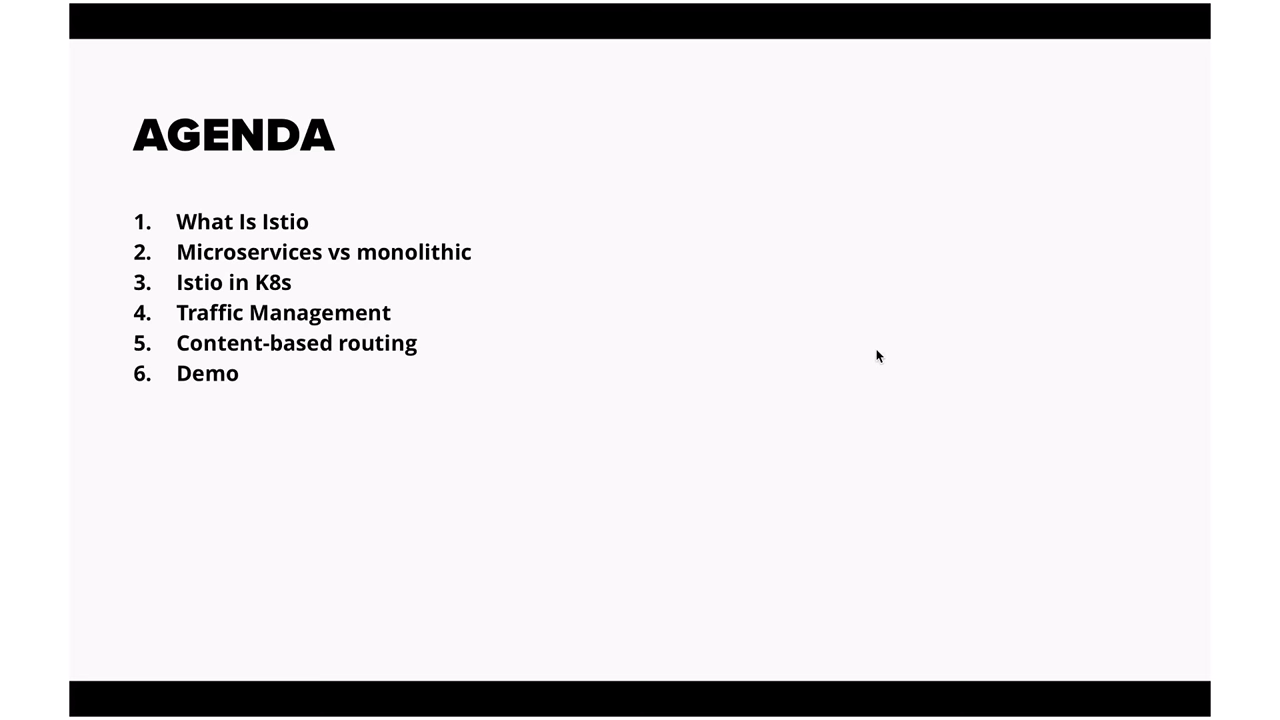 AGENDA
1. What Is Istio
2. Microservices vs monolithic
3. Istio in K8s
4. Traffic Management
5. Content-based routing
6. Demo